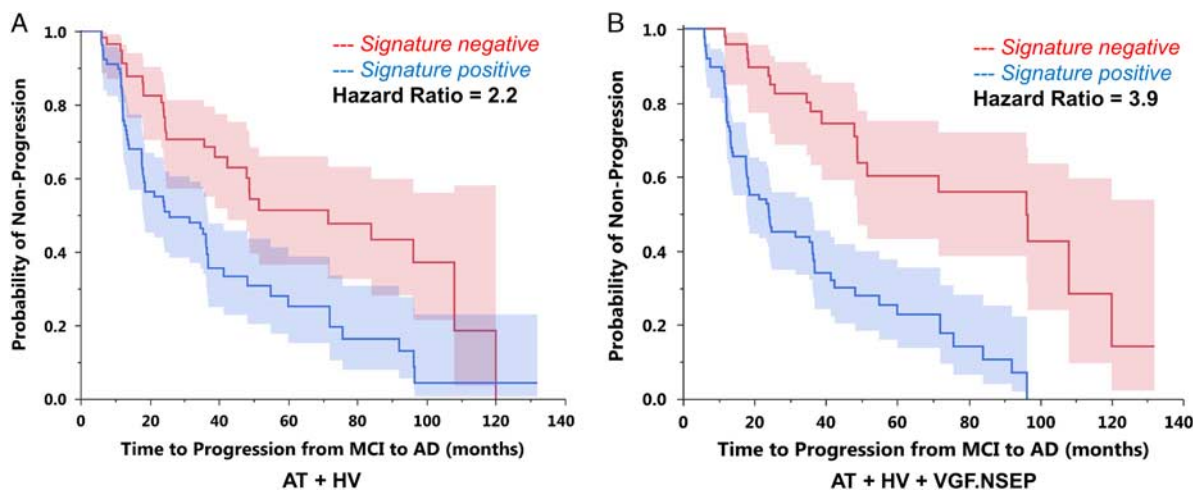 A
--- Signature negative
--- Signature positive
Hazard Ratio = 2.2
Probability of Non-Progression
1.0
0.8
0.6
0.4
0.2
0.0
0 20 40 60 80 100 120 140
Time to Progression from MCI to AD (months)
AT + HV
B
--- Signature negative
--- Signature positive
Hazard Ratio = 3.9
Probability of Non-Progression
1.0
0.8
0.6
0.4
0.2
0.0
0 20 40 60 80 100 120 140
Time to Progression from MCI to AD (months)
AT + HV + VGF.NSEP